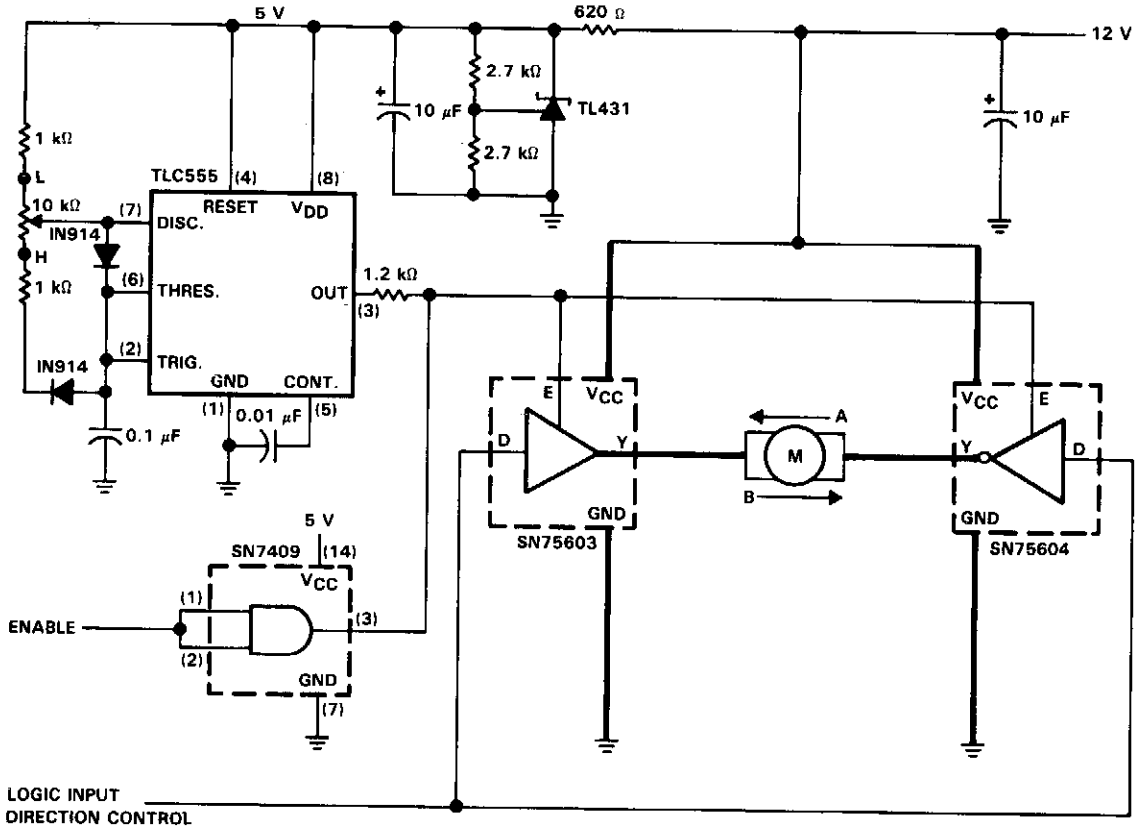 5 V
620 Ω
12 V
2.7 kΩ
+
10 μF
TL431
2.7 kΩ
+
10 μF
1 kΩ
L
10 kΩ
IN914
H
1 kΩ
IN914
0.1 μF
TLC555
(4)
(8)
RESET
VDD
(7)
DISC.
(6)
THRES.
OUT
(3)
1.2 kΩ
(2)
TRIG.
GND
CONT.
(1)
0.01 μF
(5)
E
VCC
D
Y
GND
SN75603
A
M
B
VCC
E
Y
D
GND
SN75604
5 V
SN7409
(14)
VCC
(1)
ENABLE
(3)
(2)
GND
(7)
LOGIC INPUT
DIRECTION CONTROL